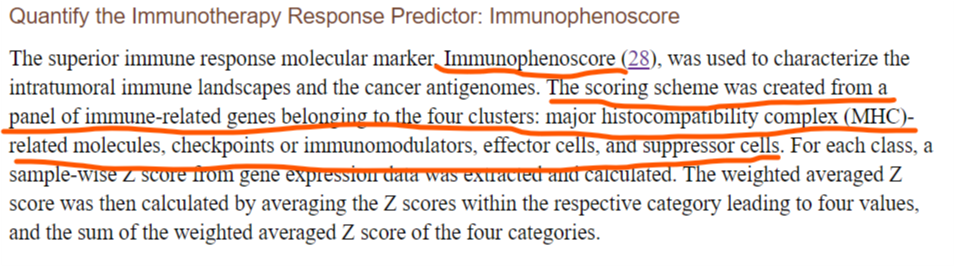 Quantify the Immunotherapy Response Predictor: Immunophenoscore
The superior immune response molecular marker, Immunophenoscore (28), was used to characterize the
intratumoral immune landscapes and the cancer antigenomes. The scoring scheme was created from a
panel of immune-related genes belonging to the four clusters: major histocompatibility complex (MHC)-
related molecules, checkpoints or immunomodulators, effector cells, and suppressor cells. For each class, a
sample-wise Z score from gene expression data was extracted and calculated. The weighted averaged Z
score was then calculated by averaging the Z scores within the respective category leading to four values,
and the sum of the weighted averaged Z score of the four categories.